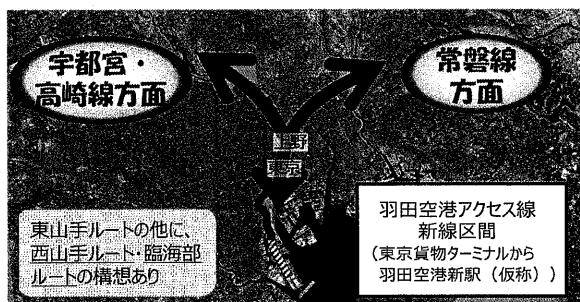 宇都宮・
高崎線方面
常磐線
方面
上野
東京
東山手ルートの他に、
西山手ルート・臨海部
ルートの構想あり
羽田空港アクセス線
新線区間
(東京貨物ターミナルから
羽田空港新駅（仮称）)